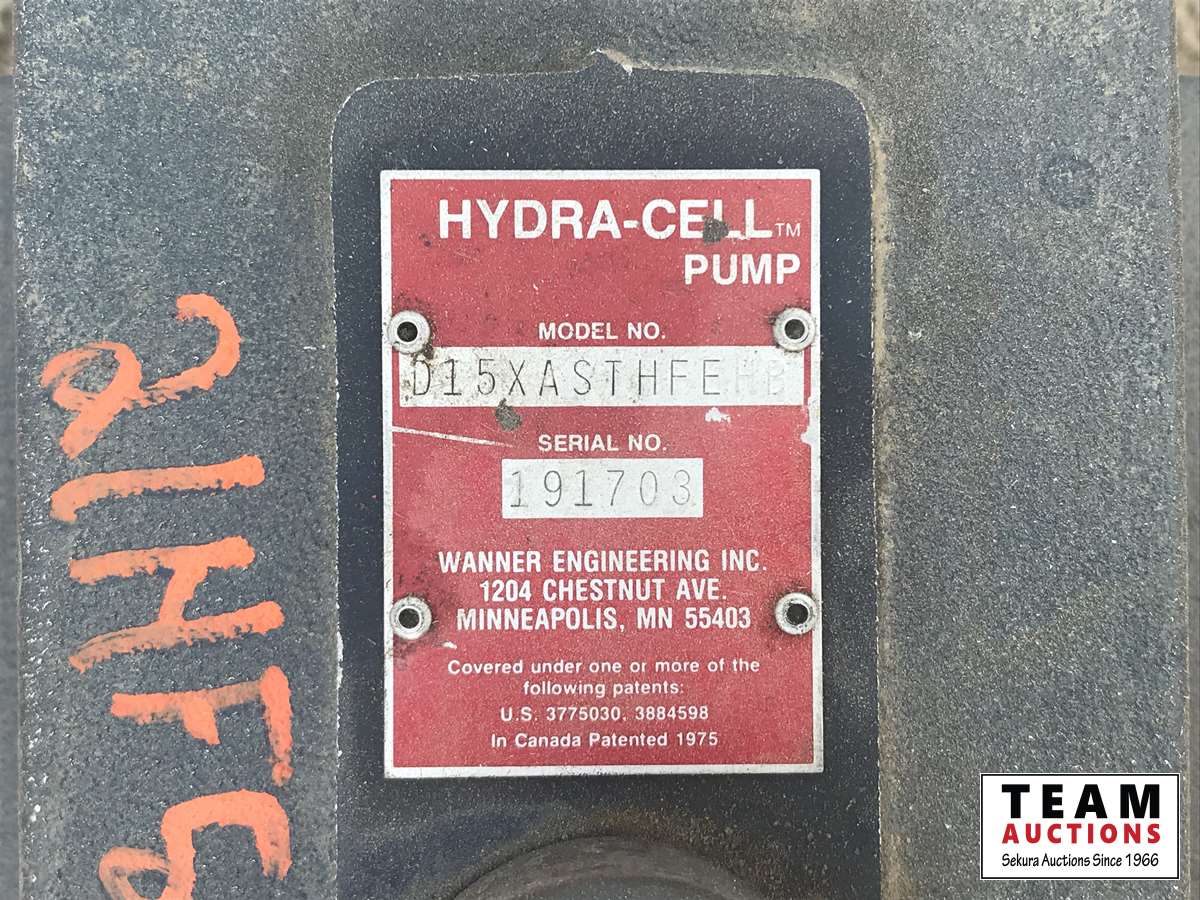 HYDRA-CELL™
PUMP
MODEL NO.
D15XASTHFEHB
SERIAL NO.
191703
WANNER ENGINEERING INC.
1204 CHESTNUT AVE.
MINNEAPOLIS, MN 55403
Covered under one or more of the
following patents:
U.S. 3775030, 3884598
In Canada Patented 1975
TEAM
AUCTIONS
Sekura Auctions Since 1966